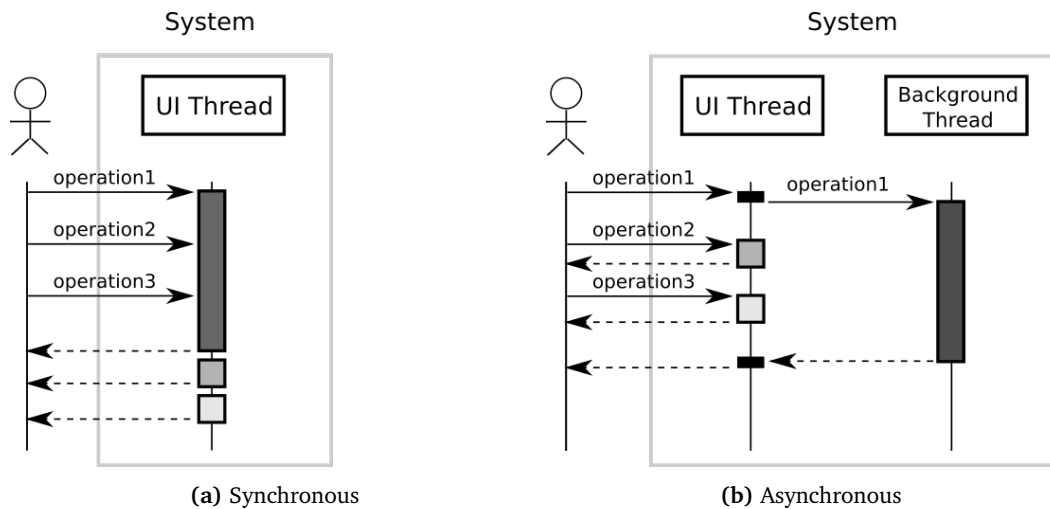 System
UI Thread
operation1
operation2
operation3
(a) Synchronous
System
UI Thread
Background
Thread
operation1
operation1
operation2
operation3
(b) Asynchronous